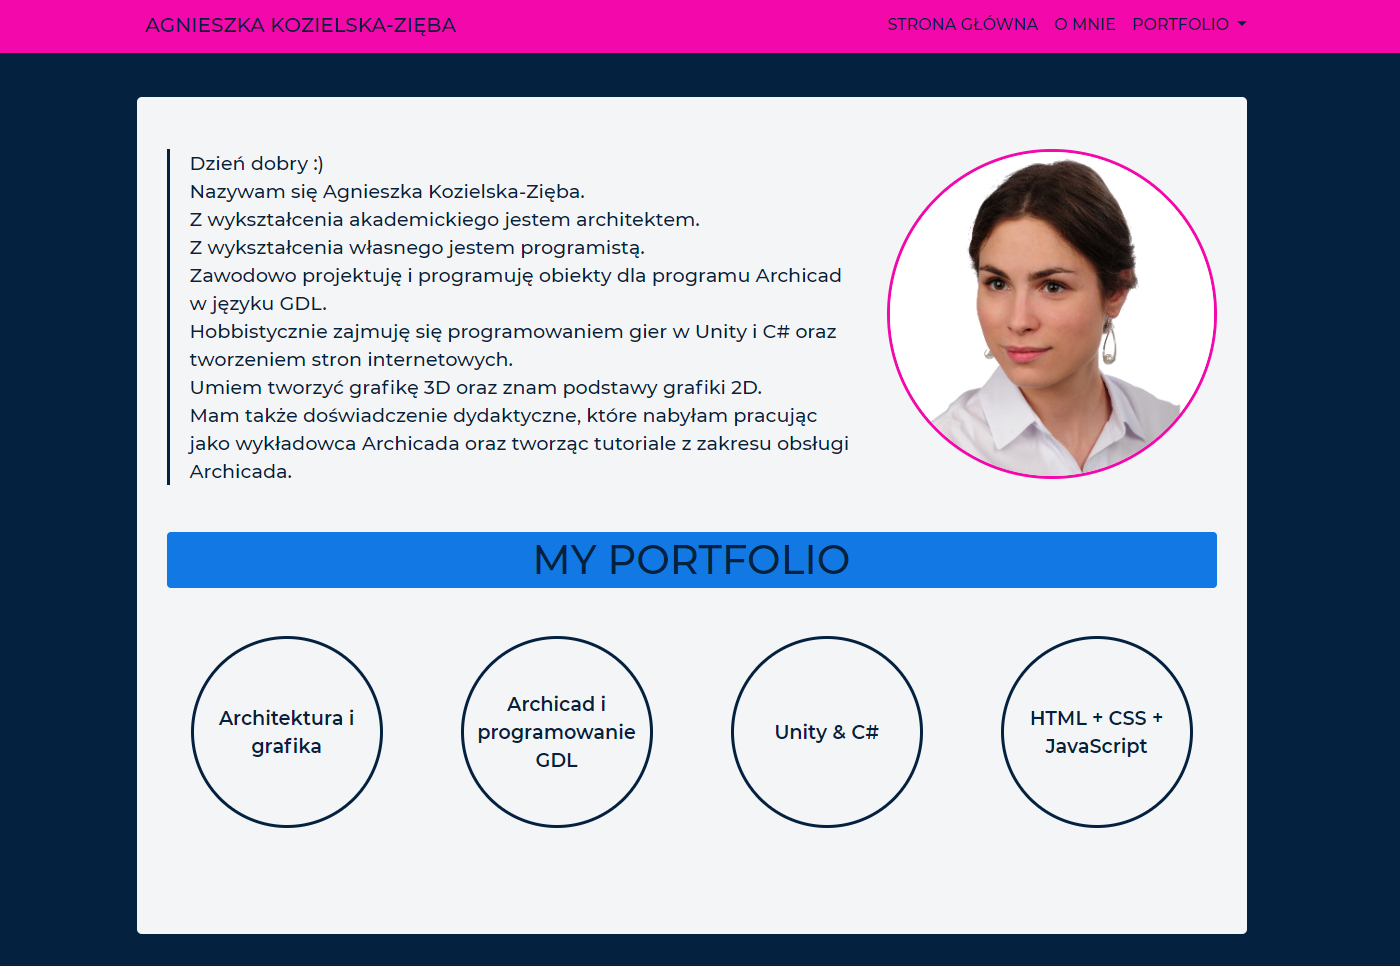 AGNIESZKA KOZIELSKA-ZIĘBA
STRONA GŁÓWNA O MNIE PORTFOLIO
Dzień dobry :)
Nazywam się Agnieszka Kozielska-Zięba.
Z wykształcenia akademickiego jestem architektem.
Z wykształcenia własnego jestem programistą.
Zawodowo projektuję i programuję obiekty dla programu Archicad
w języku GDL.
Hobbistycznie zajmuję się programowaniem gier w Unity i C# oraz
tworzeniem stron internetowych.
Umiem tworzyć grafikę 3D oraz znam podstawy grafiki 2D.
Mam także doświadczenie dydaktyczne, które nabyłam pracując
jako wykładowca Archicada oraz tworząc tutoriale z zakresu obsługi
Archicada.
MY PORTFOLIO
Architektura i
grafika
Archicad i
programowanie
GDL
Unity & C#
HTML + CSS +
JavaScript